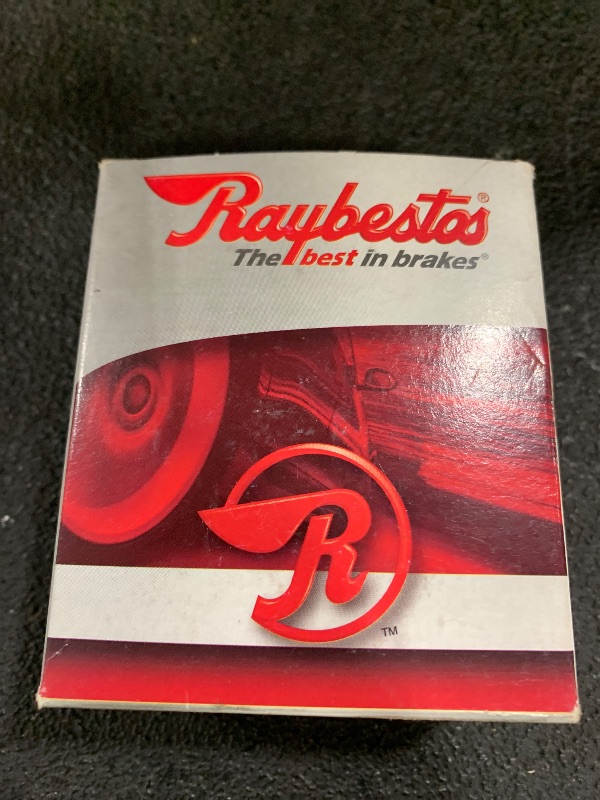 Raybestos®
The best in brakes®
R
TM